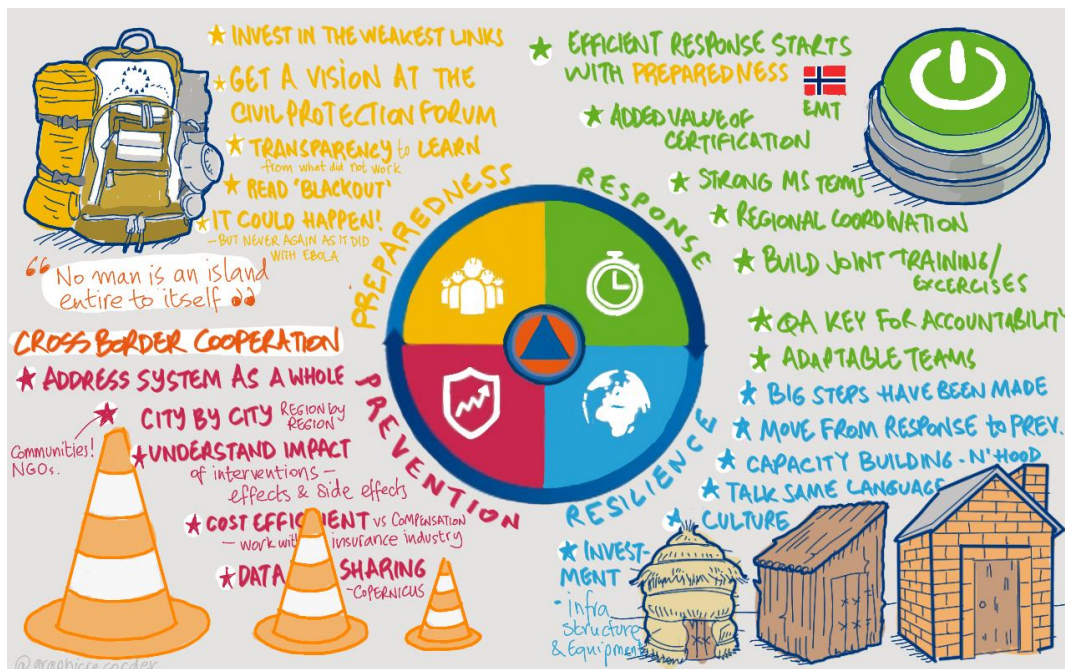 INVEST IN THE WEAKEST LINKS
GET A VISION AT THE
CIVIL PROTECTION FORUM
TRANSPARENCY to LEARN
from what did not work
READ 'BLACKOUT'
IT COULD HAPPEN!
— BUT NEVER AGAIN AS IT DID
WITH EBOLA
"No man is an island
entire to itself"
CROSS BORDER COOPERATION
ADDRESS SYSTEM AS A WHOLE
CITY BY CITY REGION by
REGION
Communities!
NGOs.
UNDERSTAND IMPACT
of interventions —
effects & side effects
COST EFFICIENT vs COMPENSATION
— work with insurance industry
DATA SHARING
- COPERNICUS
PREPAREDNESS
RESPONSE
PREVENTION
RESILIENCE
EFFICIENT RESPONSE STARTS
WITH PREPAREDNESS
EMT
ADDED VALUE OF
CERTIFICATION
STRONG MS TEAMS
REGIONAL COORDINATION
BUILD JOINT TRAINING/
EXCERCISES
QA KEY FOR ACCOUNTABILITY
ADAPTABLE TEAMS
BIG STEPS HAVE BEEN MADE
MOVE FROM RESPONSE to PREV.
CAPACITY BUILDING - N'HOOD
TALK SAME LANGUAGE
CULTURE
INVEST-
MENT
- infra
structure
& Equipment
@graphicrecorder